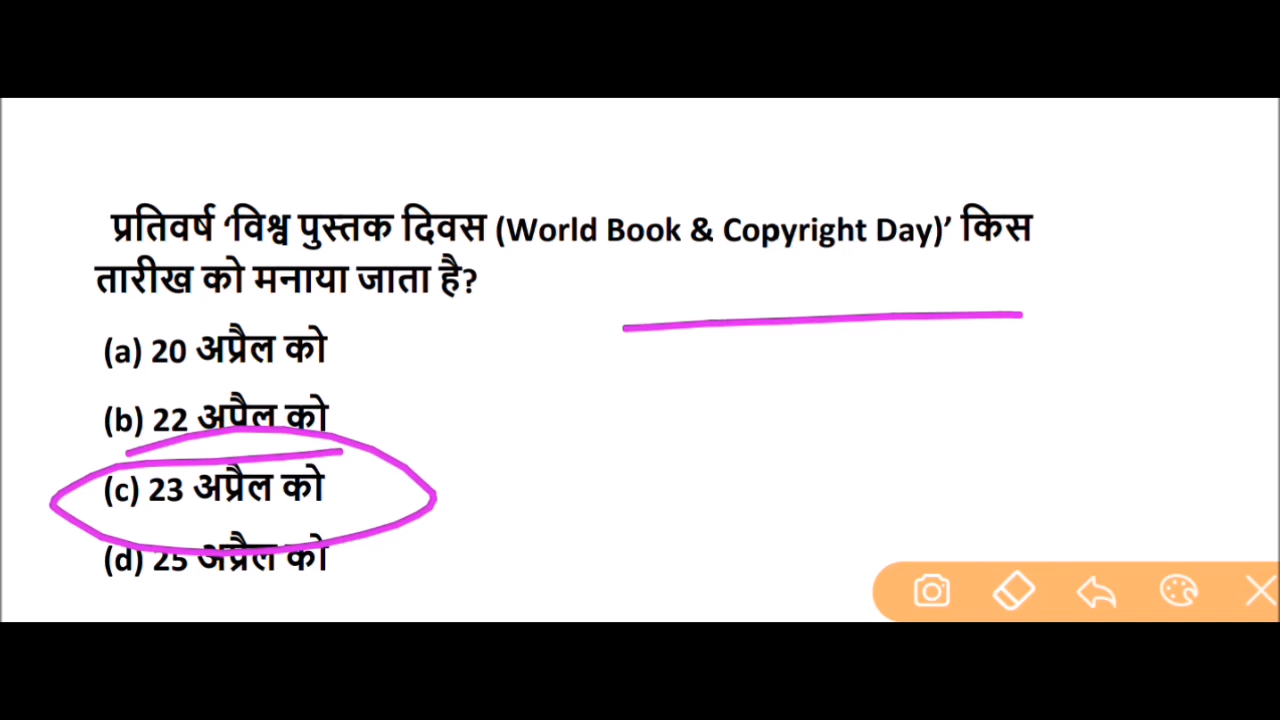 प्रतिवर्ष ‘विश्व पुस्तक दिवस (World Book & Copyright Day)’ किस
तारीख को मनाया जाता है?
(a) 20 अप्रैल को
(b) 22 अप्रैल को
(c) 23 अप्रैल को
(d) 25 अप्रैल को